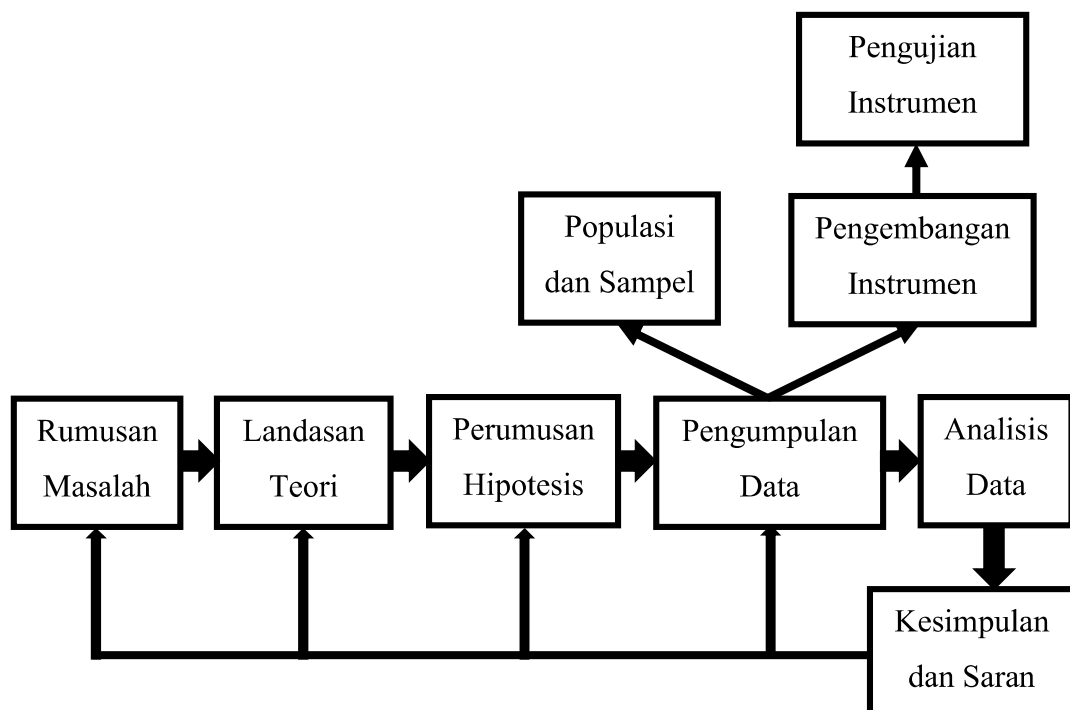 Pengujian
Instrumen
Populasi
dan Sampel
Pengembangan
Instrumen
Rumusan
Masalah
Landasan
Teori
Perumusan
Hipotesis
Pengumpulan
Data
Analisis
Data
Kesimpulan
dan Saran